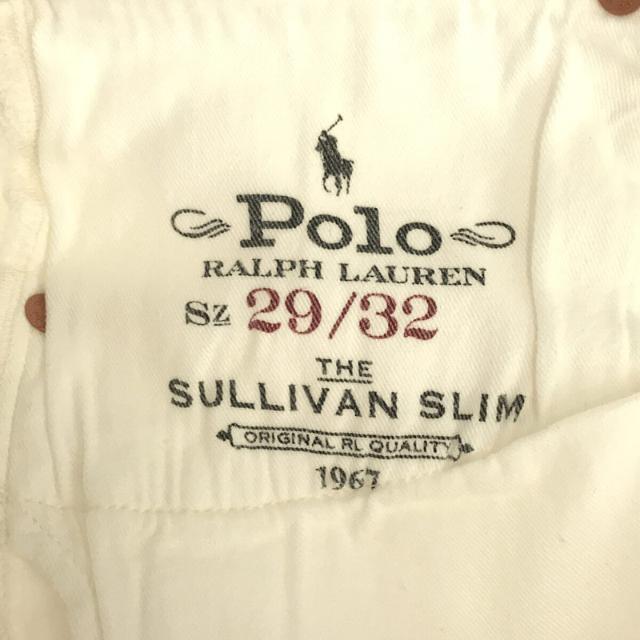 Polo
RALPH LAUREN
Sz 29/32
THE
SULLIVAN SLIM
ORIGINAL RL QUALITY
1967